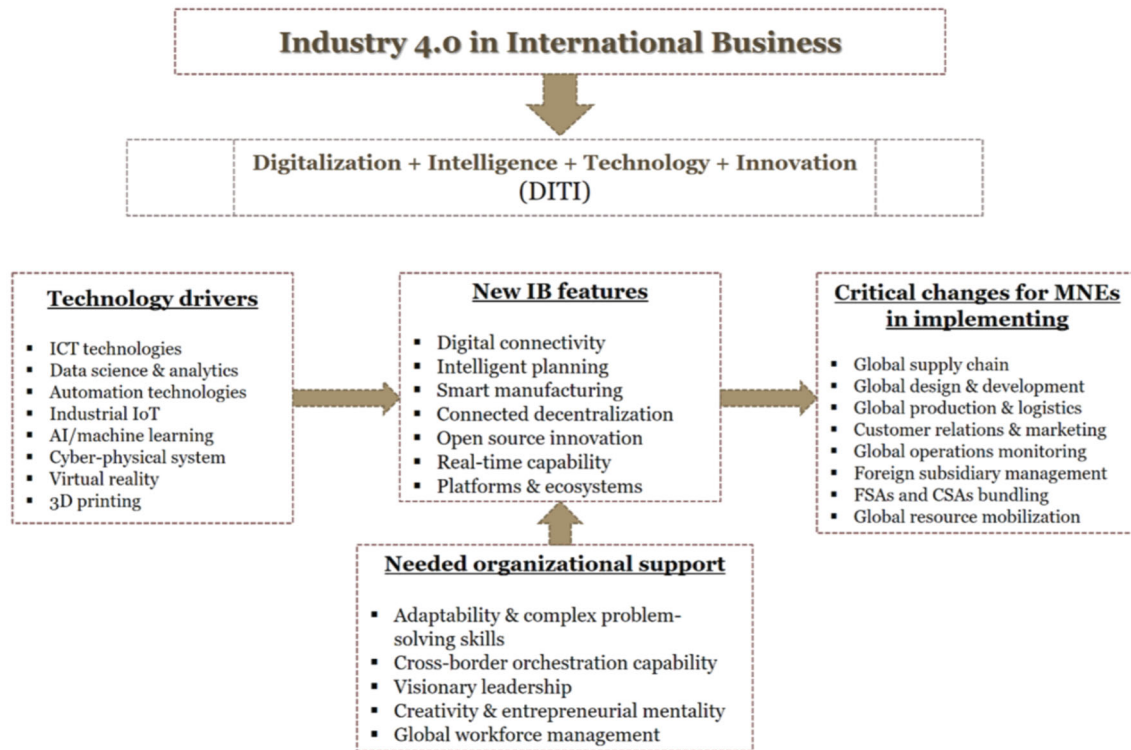 Industry 4.0 in International Business
Digitalization + Intelligence + Technology + Innovation
(DITI)
Technology drivers
▪ ICT technologies
▪ Data science & analytics
▪ Automation technologies
▪ Industrial IoT
▪ AI/machine learning
▪ Cyber-physical system
▪ Virtual reality
▪ 3D printing
New IB features
▪ Digital connectivity
▪ Intelligent planning
▪ Smart manufacturing
▪ Connected decentralization
▪ Open source innovation
▪ Real-time capability
▪ Platforms & ecosystems
Critical changes for MNEs
in implementing
▪ Global supply chain
▪ Global design & development
▪ Global production & logistics
▪ Customer relations & marketing
▪ Global operations monitoring
▪ Foreign subsidiary management
▪ FSAs and CSAs bundling
▪ Global resource mobilization
Needed organizational support
▪ Adaptability & complex problem-
solving skills
▪ Cross-border orchestration capability
▪ Visionary leadership
▪ Creativity & entrepreneurial mentality
▪ Global workforce management